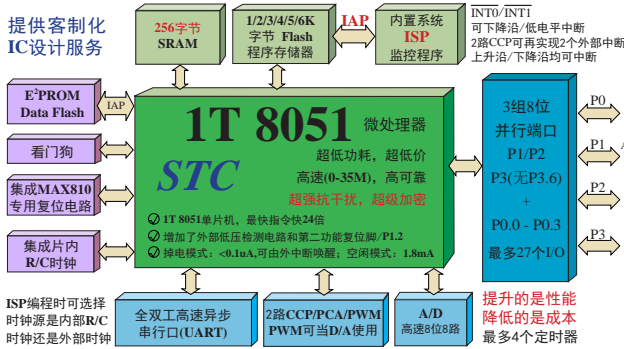 提供客制化
IC设计服务
256字节
SRAM
1/2/3/4/5/6K
字节 Flash
程序存储器
IAP
内置系统
ISP
监控程序
INT0/INT1
可下降沿/低电平中断
2路CCP可再实现2个外部中断
上升沿/下降沿均可中断
E²PROM
Data Flash
IAP
看门狗
集成MAX810
专用复位电路
集成片内
R/C时钟
1T 8051 微处理器
STC
超低功耗，超低价
高速(0-35M)，高可靠
超强抗干扰，超级加密
1T 8051单片机，最快指令快24倍
增加了外部低压检测电路和第二功能复位脚/P1.2
掉电模式：<0.1uA,可由外中断唤醒；空闲模式：1.8mA
3组8位
并行端口
P1/P2
P3(无P3.6)
+
P0.0 - P0.3
最多27个I/O
P0
P1
P2
P3
ISP编程时可选择
时钟源是内部R/C
时钟还是外部时钟
全双工高速异步
串行口(UART)
2路CCP/PCA/PWM
PWM可当D/A使用
A/D
高速8位8路
提升的是性能
降低的是成本
最多4个定时器